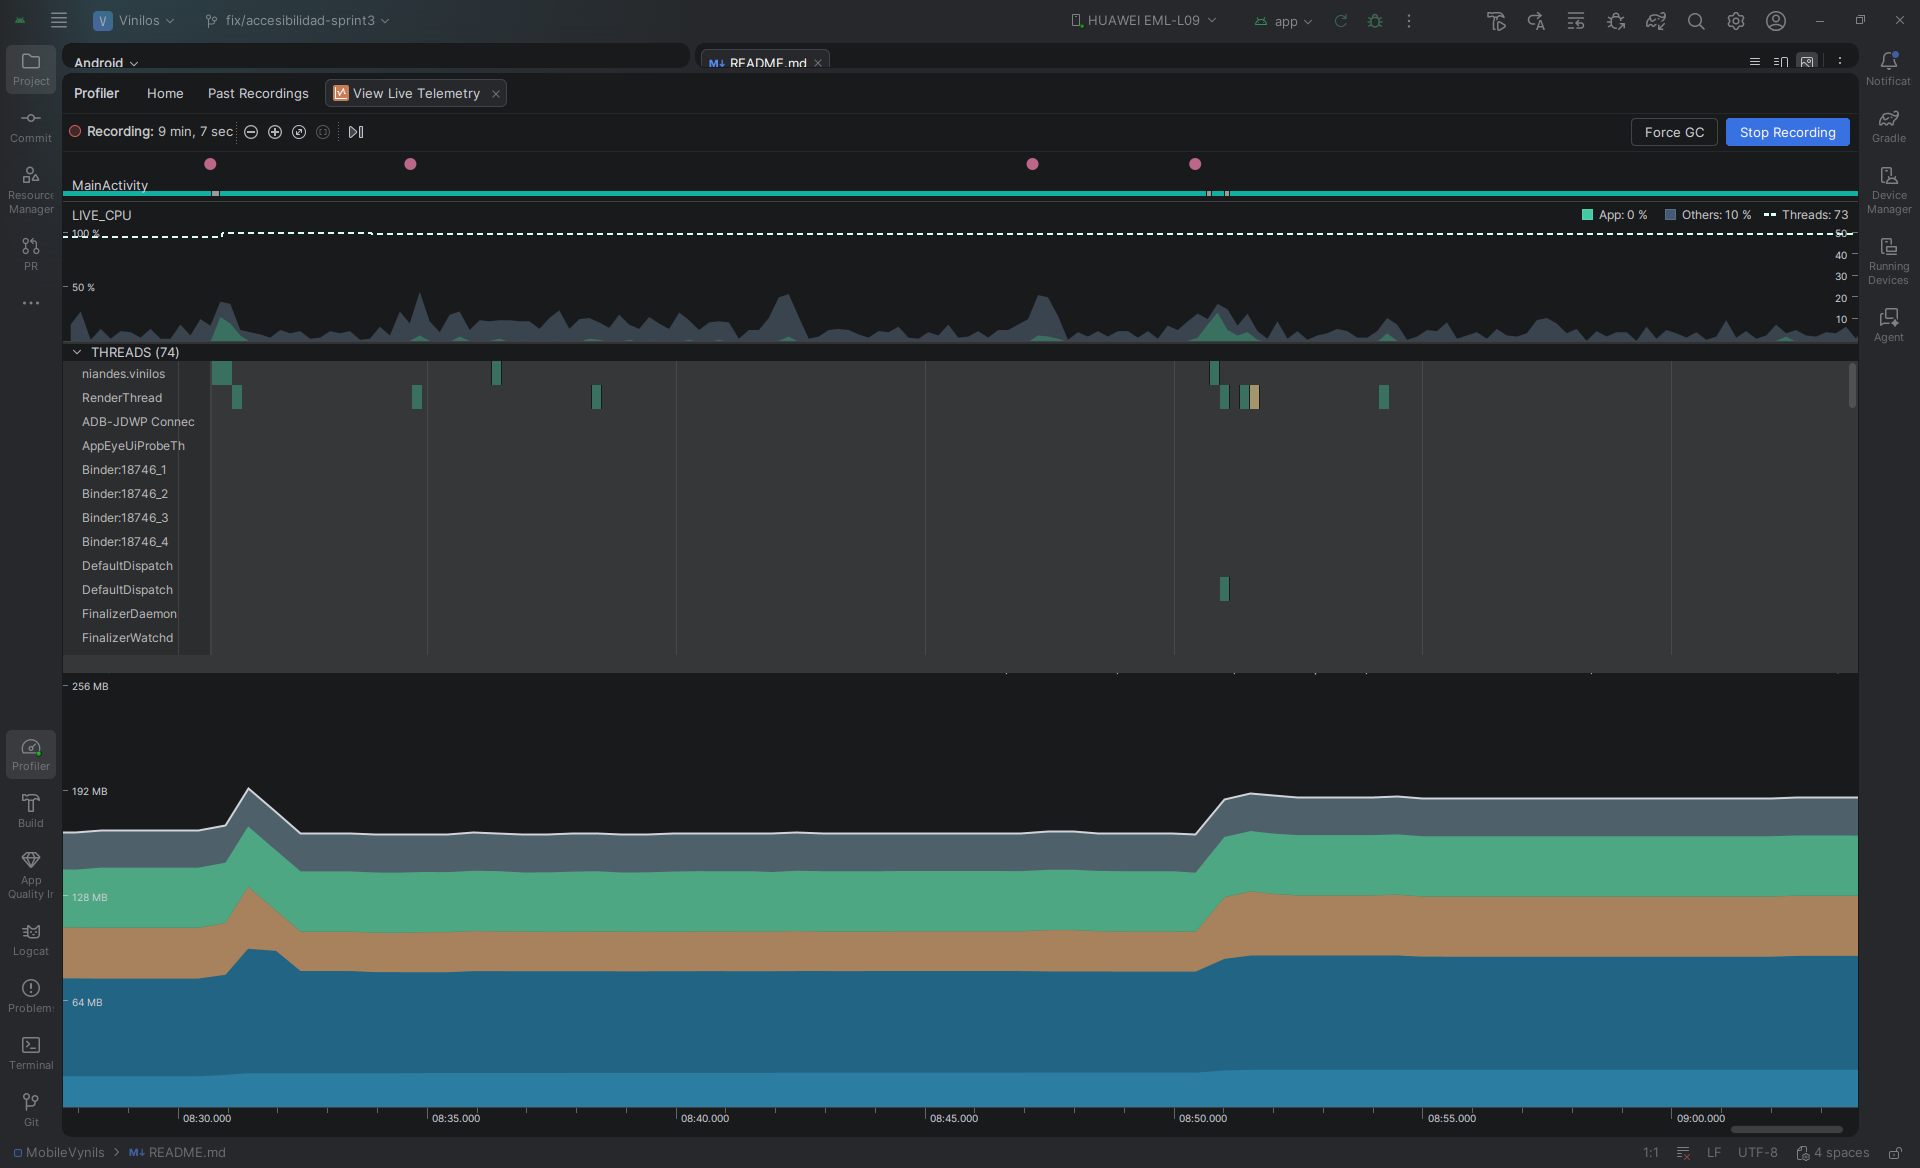 V Vinilos
fix/accesibilidad-sprint3
HUAWEI EML-L09
app
Project
Commit
Resource
Manager
PR
Android
M↓ README.md
Profiler
Home
Past Recordings
View Live Telemetry
Recording: 9 min, 7 sec
Force GC
Stop Recording
MainActivity
LIVE_CPU
App: 0 %
Others: 10 %
Threads: 73
100 %
50
40
50 %
30
20
10
THREADS (74)
niandes.vinilos
RenderThread
ADB-JDWP Connec
AppEyeUiProbeTh
Binder:18746_1
Binder:18746_2
Binder:18746_3
Binder:18746_4
DefaultDispatch
DefaultDispatch
FinalizerDaemon
FinalizerWatchd
256 MB
192 MB
128 MB
64 MB
08:30.000
08:35.000
08:40.000
08:45.000
08:50.000
08:55.000
09:00.000
Profiler
Build
App
Quality Ir
Logcat
Problem
Terminal
Git
Notificat
Gradle
Device
Manager
Running
Devices
Agent
MobileVynils
M↓ README.md
1:1
LF
UTF-8
4 spaces